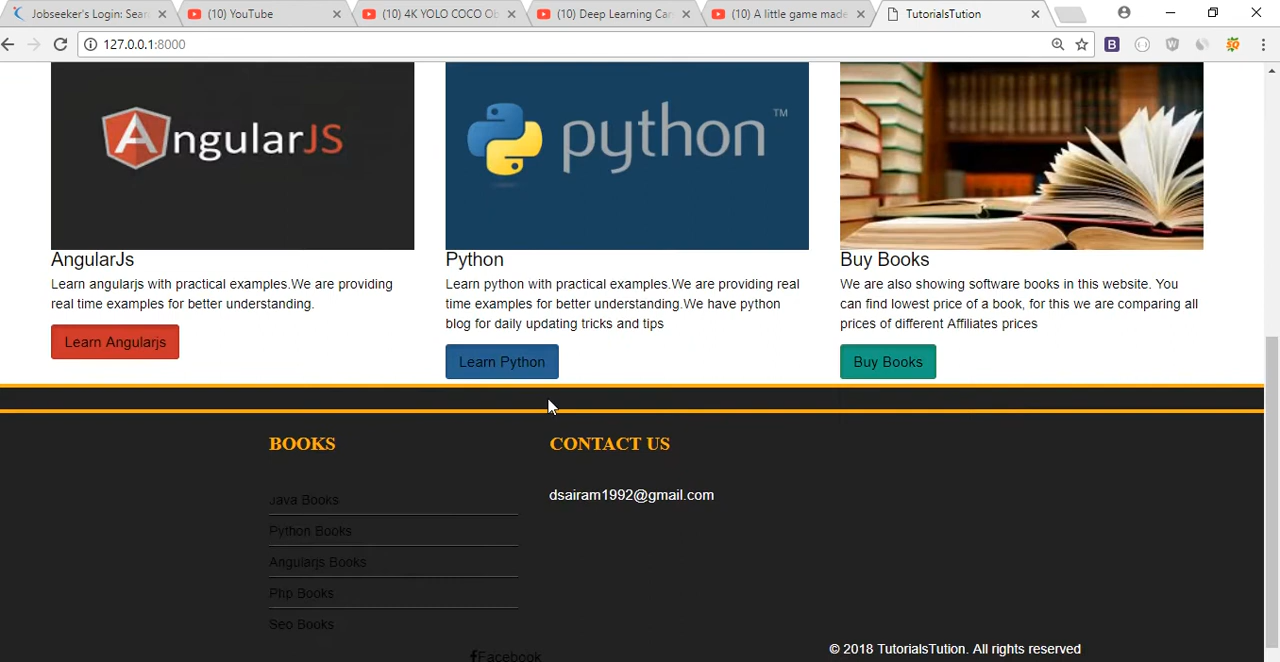 Jobseeker's Login: Sear
(10) YouTube
(10) 4K YOLO COCO Ob
(10) Deep Learning Car
(10) A little game made
TutorialsTution
127.0.0.1:8000
AngularJS
python™
AngularJs
Learn angularjs with practical examples.We are providing
real time examples for better understanding.
Learn Angularjs
Python
Learn python with practical examples.We are providing real
time examples for better understanding.We have python
blog for daily updating tricks and tips
Learn Python
Buy Books
We are also showing software books in this website. You
can find lowest price of a book, for this we are comparing all
prices of different Affiliates prices
Buy Books
BOOKS
Java Books
Python Books
Angularjs Books
Php Books
Seo Books
CONTACT US
dsairam1992@gmail.com
© 2018 TutorialsTution. All rights reserved
Facebook